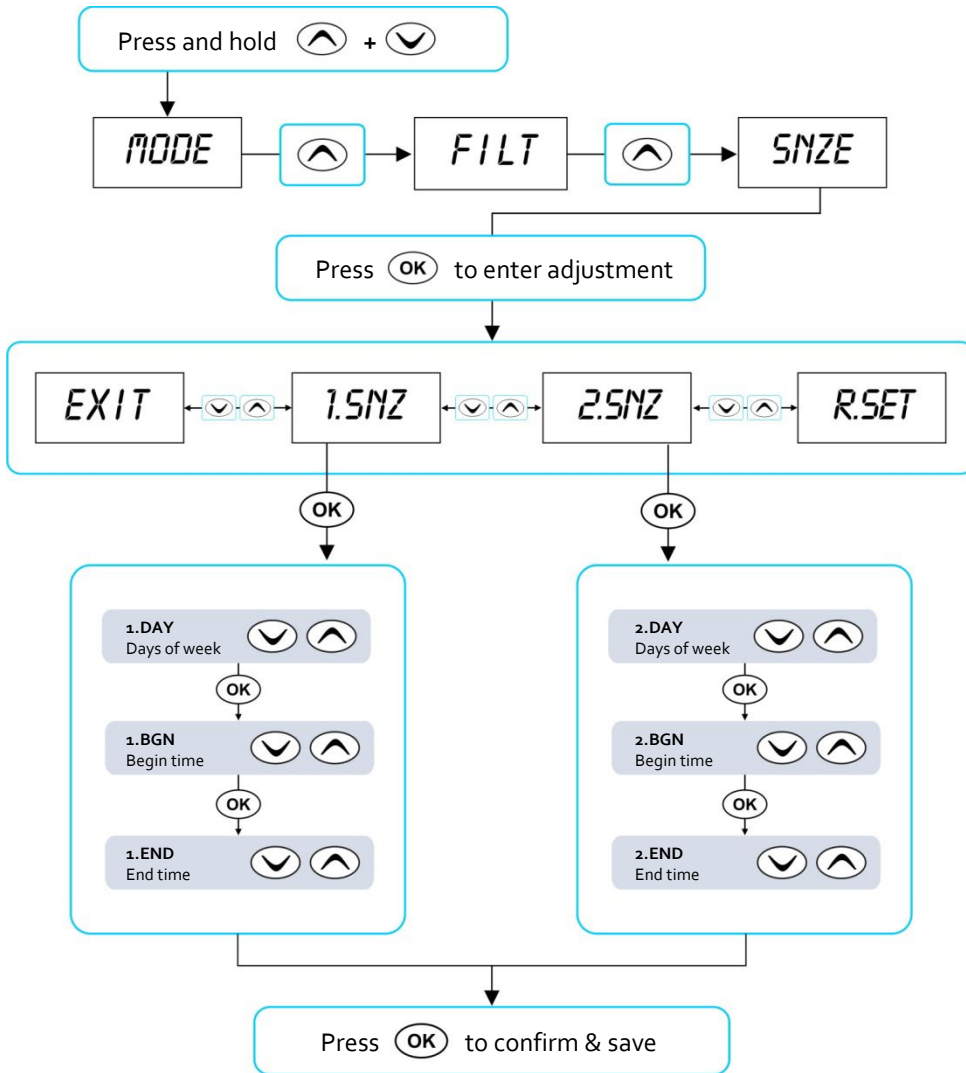 Press and hold +
MODE FILT SNZE
Press OK to enter adjustment
EXIT 1.SNZ 2.SNZ R.SET
OK OK
1.DAY
Days of week
OK
1.BGN
Begin time
OK
1.END
End time
2.DAY
Days of week
OK
2.BGN
Begin time
OK
2.END
End time
Press OK to confirm & save